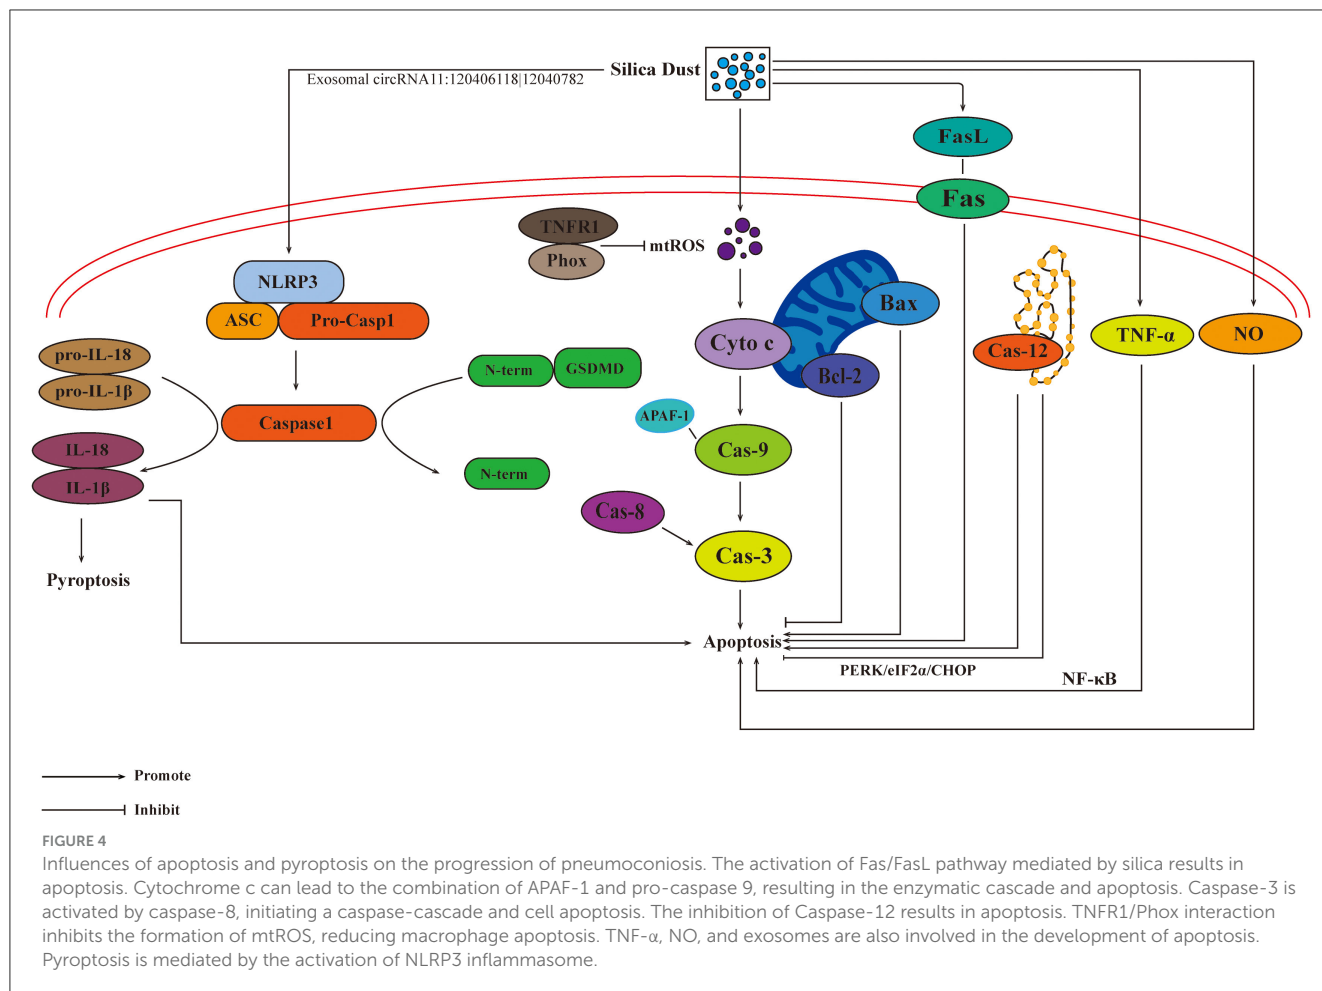 Silica Dust
Exosomal circRNA11:120406118|12040782
FasL
Fas
TNFR1
Phox
mtROS
NLRP3
ASC
Pro-Casp1
Bax
Cyto c
Bcl-2
Cas-12
TNF-α
NO
pro-IL-18
pro-IL-1β
N-term
GSDMD
Caspase1
APAF-1
Cas-9
IL-18
IL-1β
N-term
Cas-8
Cas-3
Pyroptosis
Apoptosis
PERK/eIF2α/CHOP
NF-κB
Promote
Inhibit
FIGURE 4
Influences of apoptosis and pyroptosis on the progression of pneumoconiosis. The activation of Fas/FasL pathway mediated by silica results in
apoptosis. Cytochrome c can lead to the combination of APAF-1 and pro-caspase 9, resulting in the enzymatic cascade and apoptosis. Caspase-3 is
activated by caspase-8, initiating a caspase-cascade and cell apoptosis. The inhibition of Caspase-12 results in apoptosis. TNFR1/Phox interaction
inhibits the formation of mtROS, reducing macrophage apoptosis. TNF-α, NO, and exosomes are also involved in the development of apoptosis.
Pyroptosis is mediated by the activation of NLRP3 inflammasome.